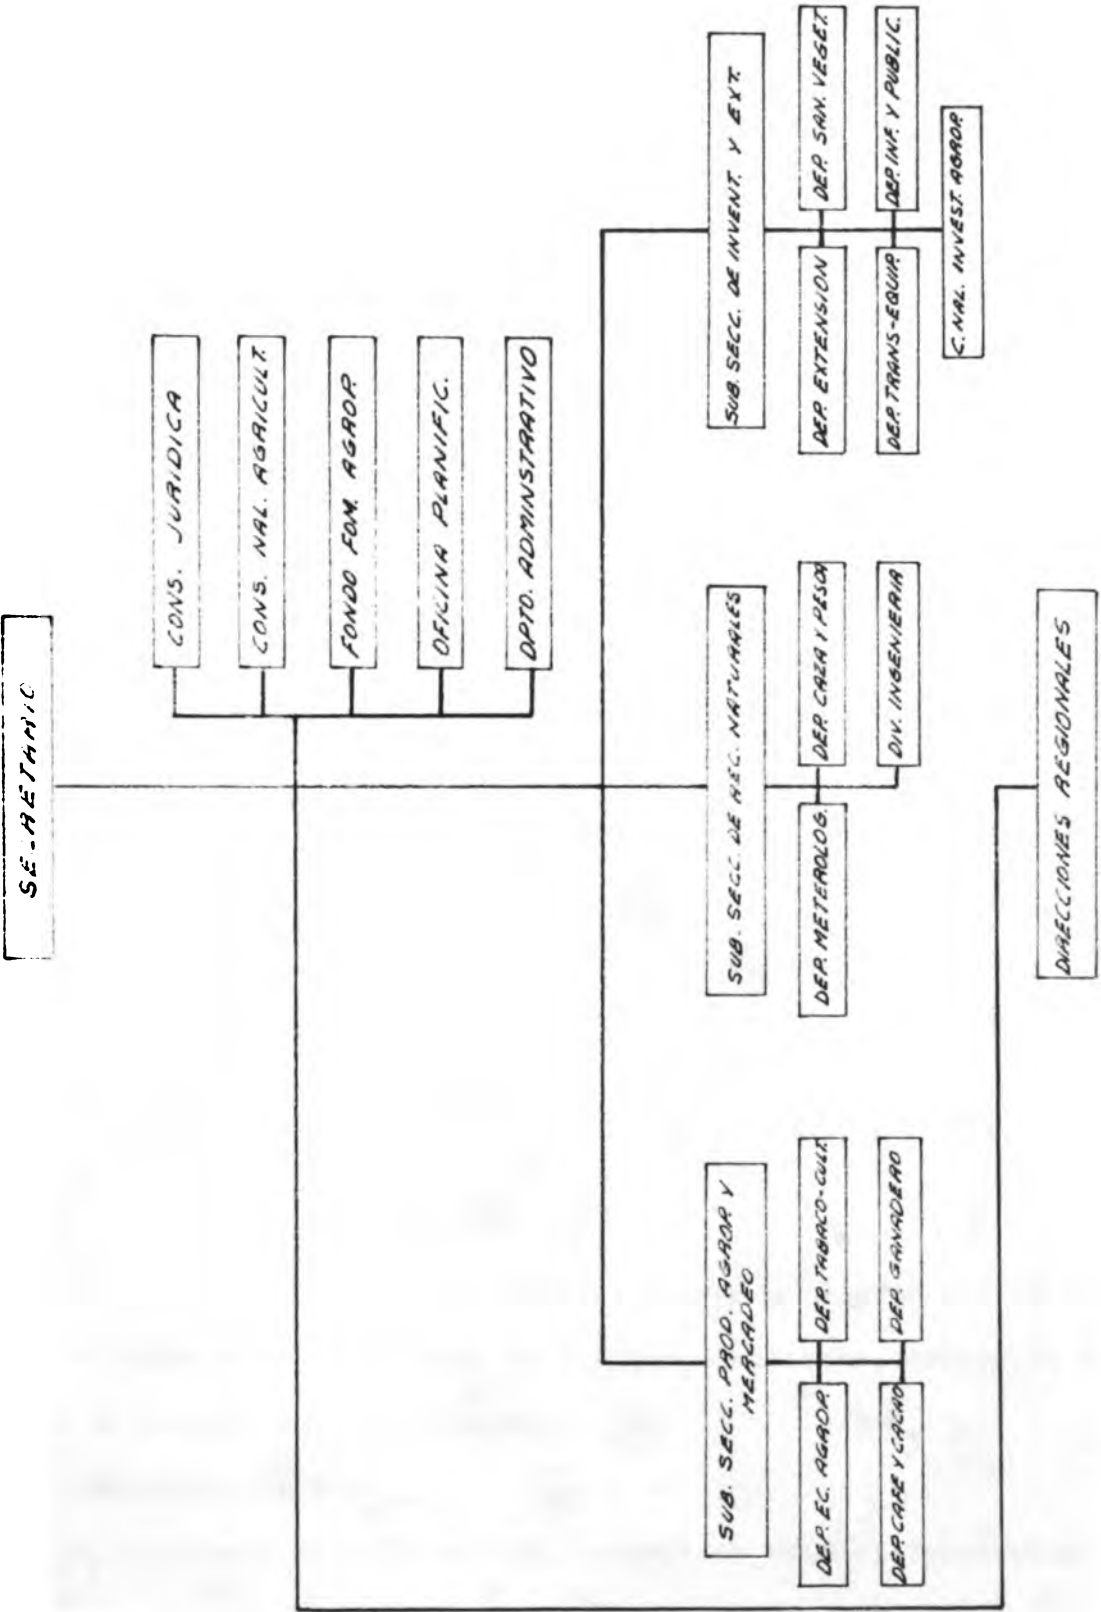 CONS. JURIDICA
CONS. NAL. AGRICULT.
FONDO FOM. AGROP.
OFICINA PLANIFIC.
DPTO. ADMINSTRATIVO
SUB. SECC. PROD. AGROP. Y
MERCADEO
DEP. EC. AGROP.
DEP. TABACO-CULT.
DEP. CAFE Y CACAO
DEP. GANADERO
SUB. SECC. DE REC. NATURALES
DEP. METEROLOG.
DEP. CAZA Y PESCA
DIV. INGENIERIA
SUB. SECC. DE INVENT. Y EXT.
DEP. EXTENSION
DEP. SAN. VEGET.
DEP. TRANS-EQUIP.
DEP. INF. Y PUBLIC.
C. NAL. INVEST. AGROP.
DIRECCIONES REGIONALES